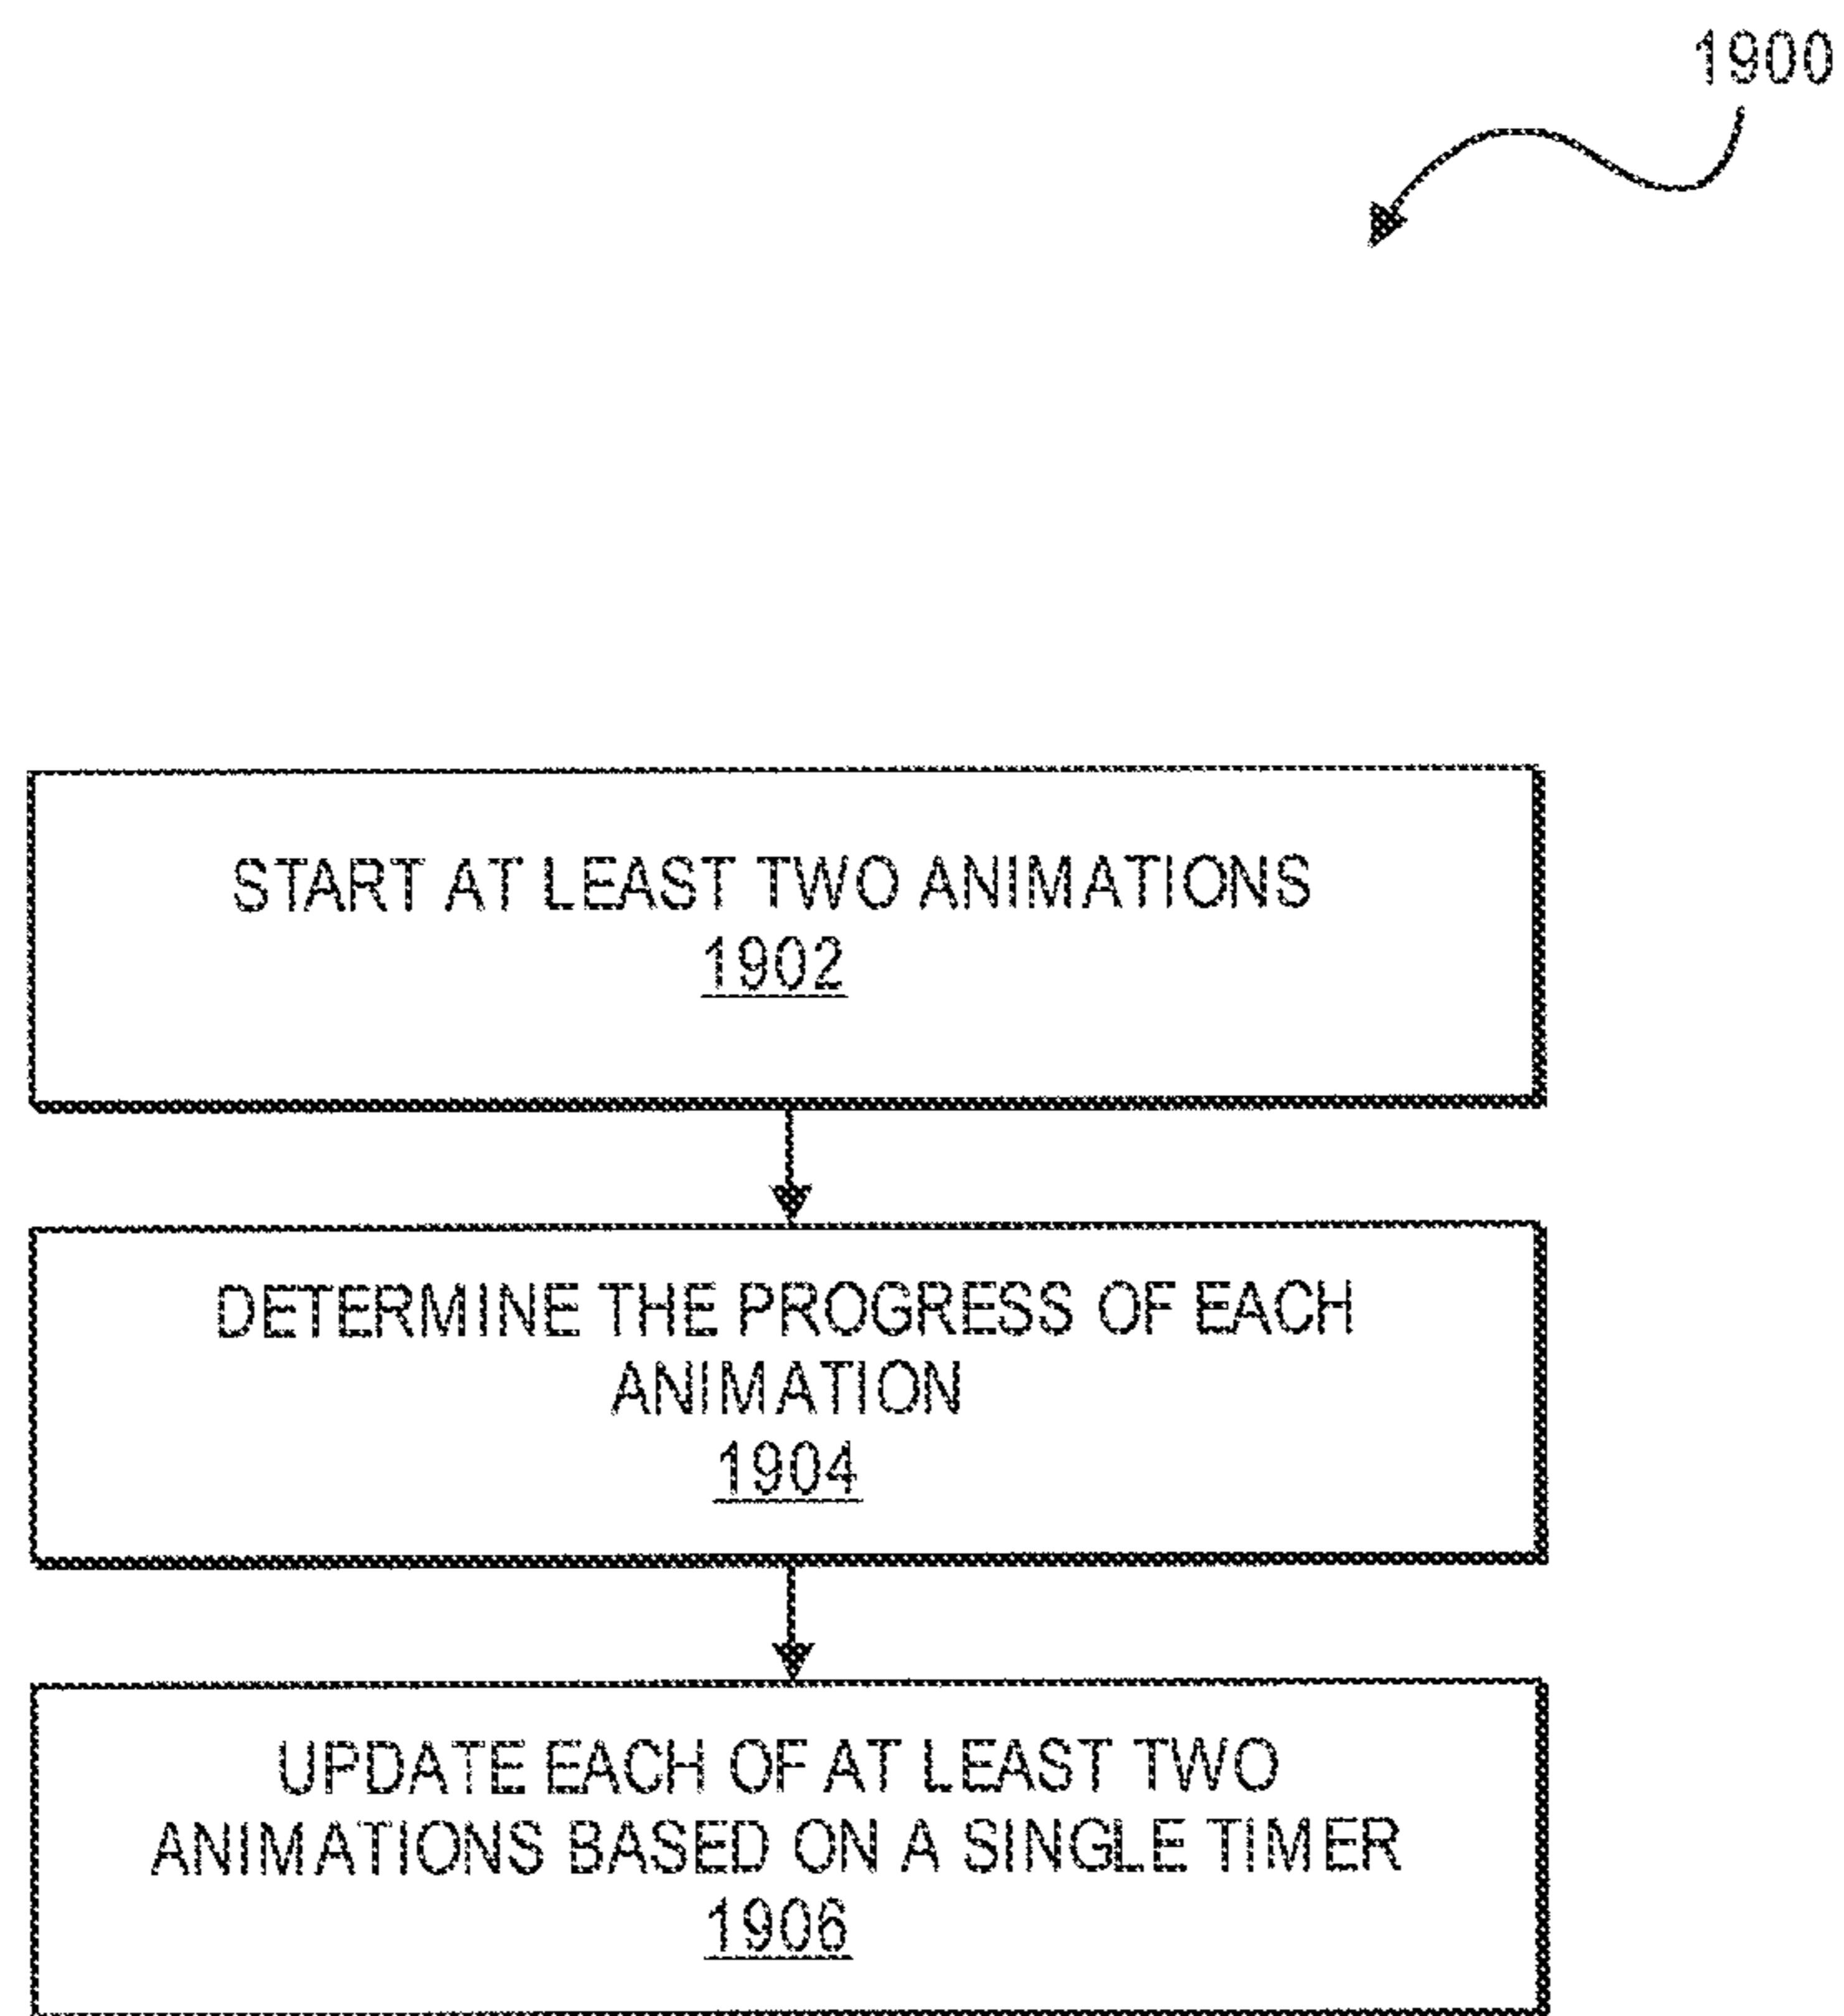 1900
START AT LEAST TWO ANIMATIONS
1902
DETERMINE THE PROGRESS OF EACH
ANIMATION
1904
UPDATE EACH OF AT LEAST TWO
ANIMATIONS BASED ON A SINGLE TIMER
1906